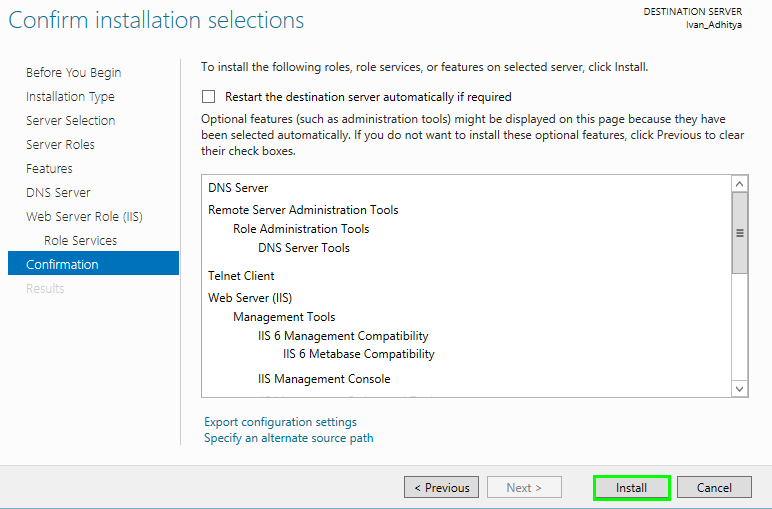 Confirm installation selections
DESTINATION SERVER
Ivan_Adhitya
Before You Begin
Installation Type
Server Selection
Server Roles
Features
DNS Server
Web Server Role (IIS)
Role Services
Confirmation
Results
To install the following roles, role services, or features on selected server, click Install.
Restart the destination server automatically if required
Optional features (such as administration tools) might be displayed on this page because they have
been selected automatically. If you do not want to install these optional features, click Previous to clear
their check boxes.
DNS Server
Remote Server Administration Tools
Role Administration Tools
DNS Server Tools
Telnet Client
Web Server (IIS)
Management Tools
IIS 6 Management Compatibility
IIS 6 Metabase Compatibility
IIS Management Console
Export configuration settings
Specify an alternate source path
< Previous
Next >
Install
Cancel